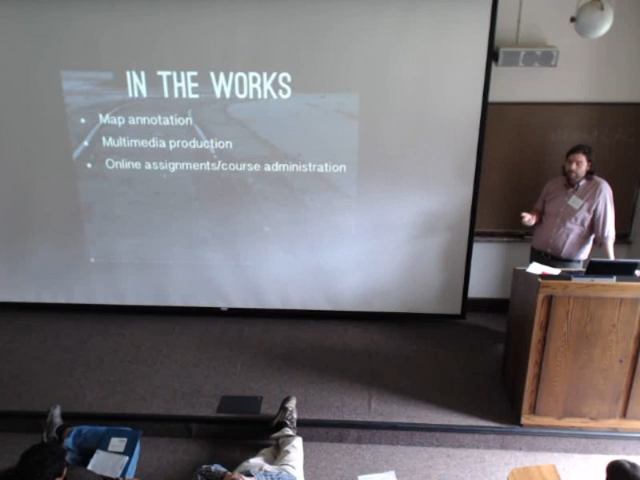 IN THE WORKS
Map annotation
Multimedia production
Online assignments/course administration